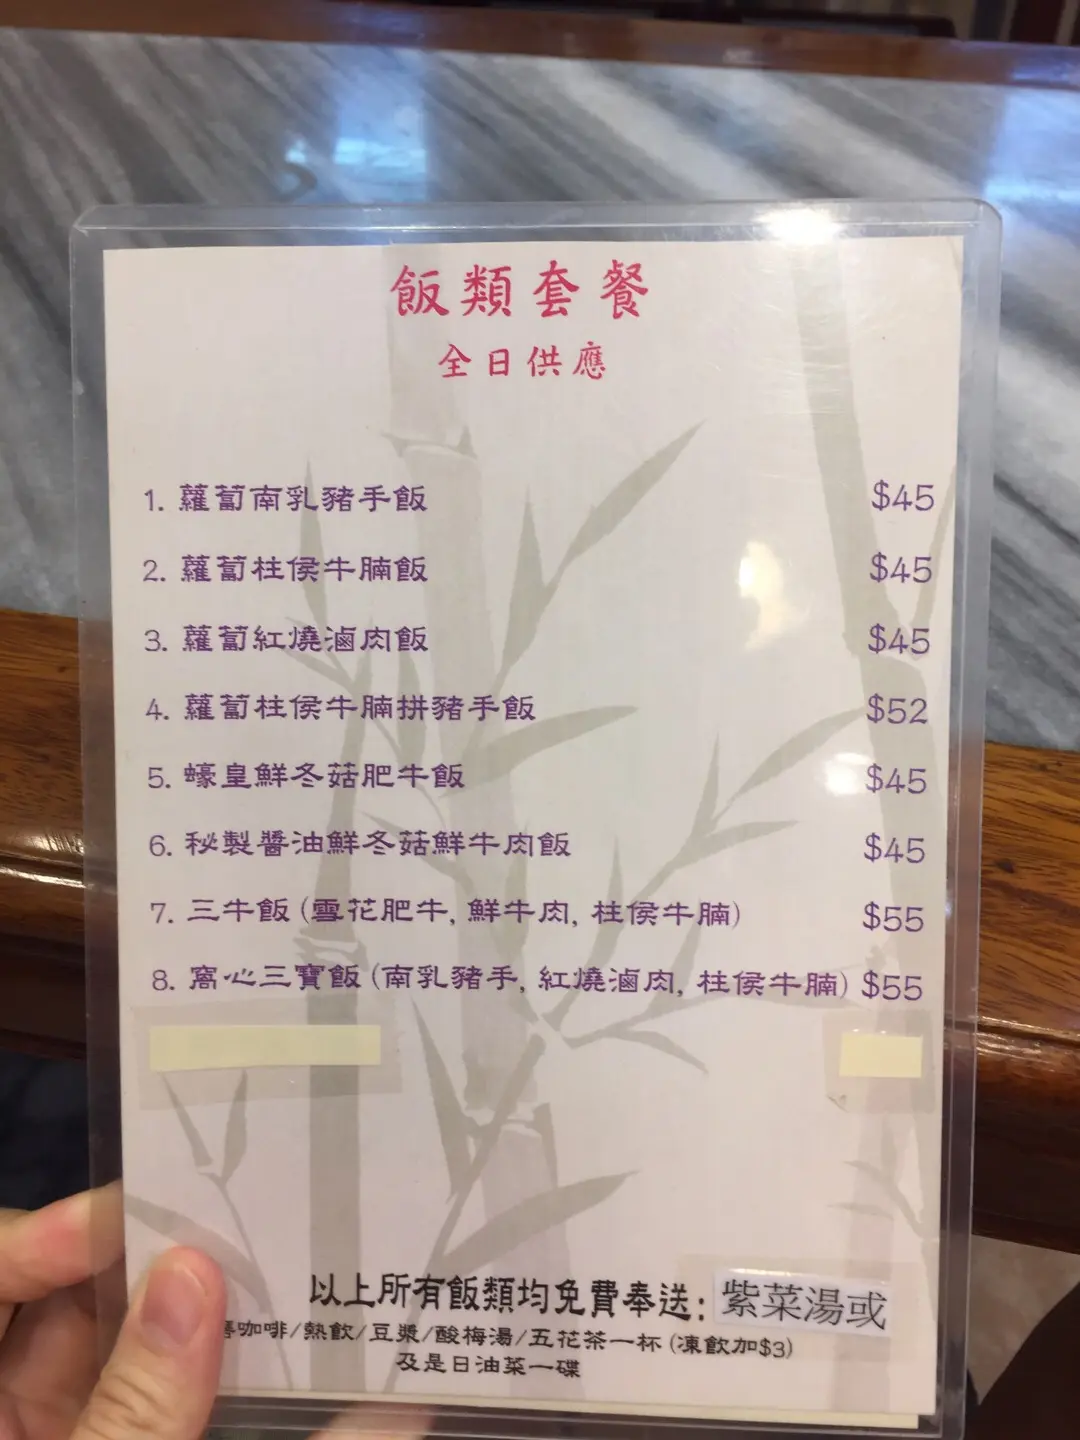 飯類套餐
全日供應
1. 蘿蔔南乳豬手飯 $45
2. 蘿蔔柱侯牛腩飯 $45
3. 蘿蔔紅燒滷肉飯 $45
4. 蘿蔔柱侯牛腩拼豬手飯 $52
5. 蠔皇鮮冬菇肥牛飯 $45
6. 秘製醬油鮮冬菇鮮牛肉飯 $45
7. 三牛飯 (雪花肥牛, 鮮牛肉, 柱侯牛腩) $55
8. 窩心三寶飯 (南乳豬手, 紅燒滷肉, 柱侯牛腩) $55
以上所有飯類均免費奉送: 紫菜湯或
咖啡/熱飲/豆漿/酸梅湯/五花茶一杯 (凍飲加$3)
及是日油菜一碟